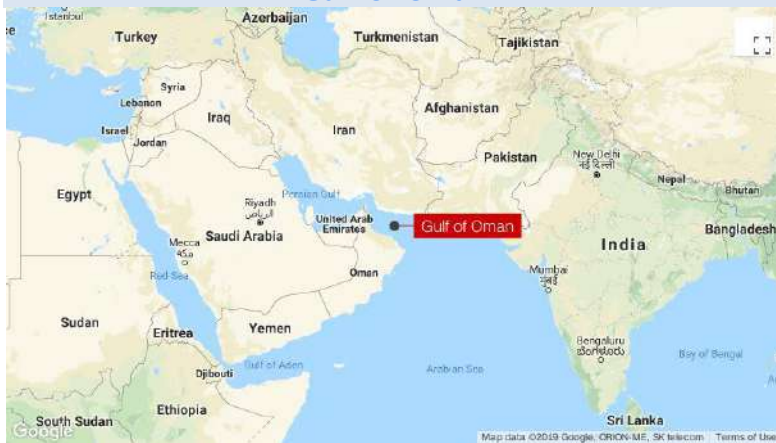 Istanbul
Azerbaijan
Turkey
Turkmenistan
Tajikistan
Syria
Lebanon
Afghanistan
Iraq
Iran
Israel
Jordan
Pakistan
New Delhi
नई दिल्ली
Nepal
Egypt
Persian Gulf
Bhutan
Riyadh
الرياض
United Arab
Emirates
Gulf of Oman
Bangladesh
Mecca
مكة
Saudi Arabia
India
Oman
Mumbai
मुंबई
Red Sea
Sudan
Eritrea
Yemen
Bengaluru
ಬೆಂಗಳೂರು
Gulf of Aden
Arabian Sea
Bay of Bengal
Djibouti
Ethiopia
South Sudan
Sri Lanka
Google
Map data ©2019 Google, ORION-ME, SK telecom
Terms of Use